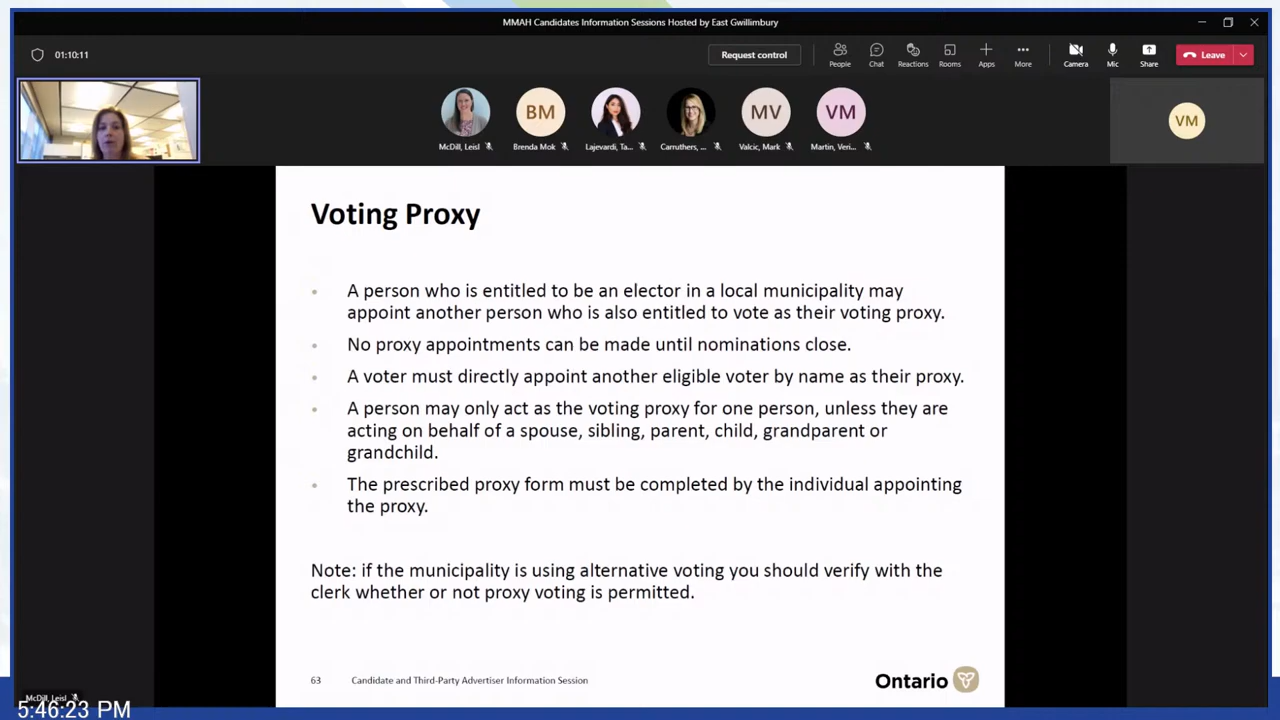 MMAH Candidates Information Sessions Hosted by East Gwillimbury
01:10:11
Request control
People
Chat
Reactions
Rooms
Apps
More
Camera
Mic
Share
Leave
BM
MV
VM
VM
McDill, Leisl
Brenda Mok
Lajevardi, Ta...
Carruthers, ...
Valcic, Mark
Martin, Veri...
Voting Proxy
• A person who is entitled to be an elector in a local municipality may
appoint another person who is also entitled to vote as their voting proxy.
• No proxy appointments can be made until nominations close.
• A voter must directly appoint another eligible voter by name as their proxy.
• A person may only act as the voting proxy for one person, unless they are
acting on behalf of a spouse, sibling, parent, child, grandparent or
grandchild.
• The prescribed proxy form must be completed by the individual appointing
the proxy.
Note: if the municipality is using alternative voting you should verify with the
clerk whether or not proxy voting is permitted.
63
Candidate and Third-Party Advertiser Information Session
Ontario
McDill, Leisl
5:46:23 PM